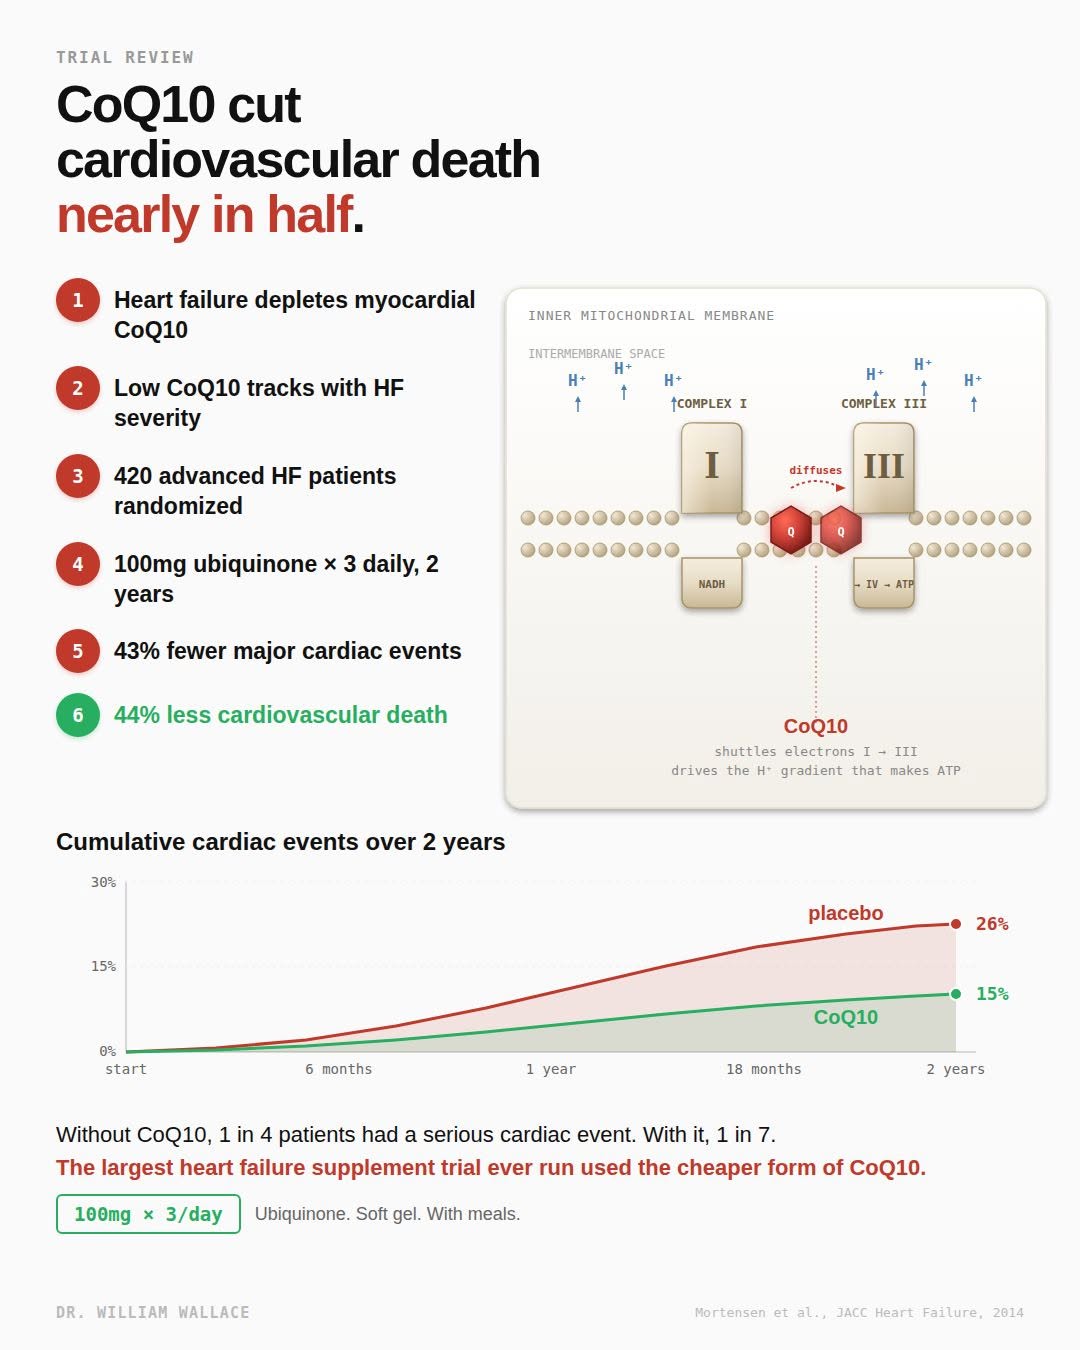 TRIAL REVIEW
CoQ10 cut
cardiovascular death
nearly in half.
1 Heart failure depletes myocardial
CoQ10
2 Low CoQ10 tracks with HF
severity
3 420 advanced HF patients
randomized
4 100mg ubiquinone × 3 daily, 2
years
5 43% fewer major cardiac events
6 44% less cardiovascular death
INNER MITOCHONDRIAL MEMBRANE
INTERMEMBRANE SPACE
H⁺ H⁺ H⁺ H⁺ H⁺ H⁺
COMPLEX I COMPLEX III
I III
diffuses
Q Q
NADH → IV → ATP
CoQ10
shuttles electrons I → III
drives the H⁺ gradient that makes ATP
Cumulative cardiac events over 2 years
30%
15%
0%
placebo
26%
15%
CoQ10
start 6 months 1 year 18 months 2 years
Without CoQ10, 1 in 4 patients had a serious cardiac event. With it, 1 in 7.
The largest heart failure supplement trial ever run used the cheaper form of CoQ10.
100mg × 3/day Ubiquinone. Soft gel. With meals.
DR. WILLIAM WALLACE
Mortensen et al., JACC Heart Failure, 2014